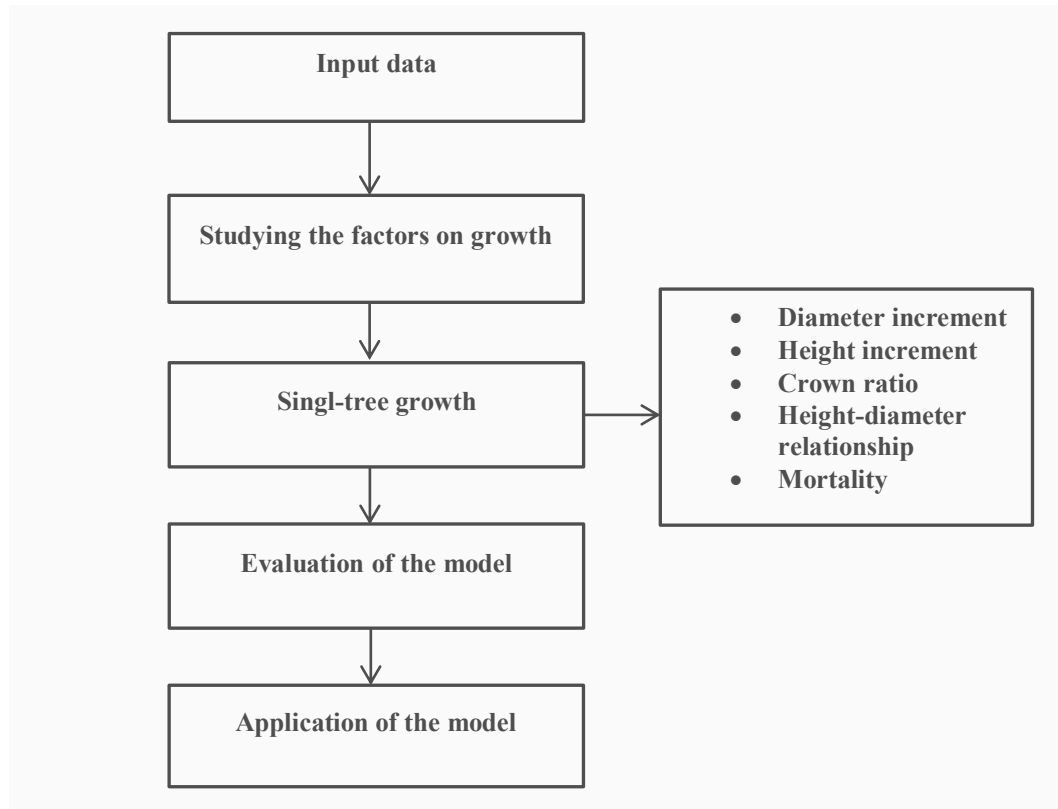 Input data
Studying the factors on growth
Singl-tree growth
• Diameter increment
• Height increment
• Crown ratio
• Height-diameter
relationship
• Mortality
Evaluation of the model
Application of the model